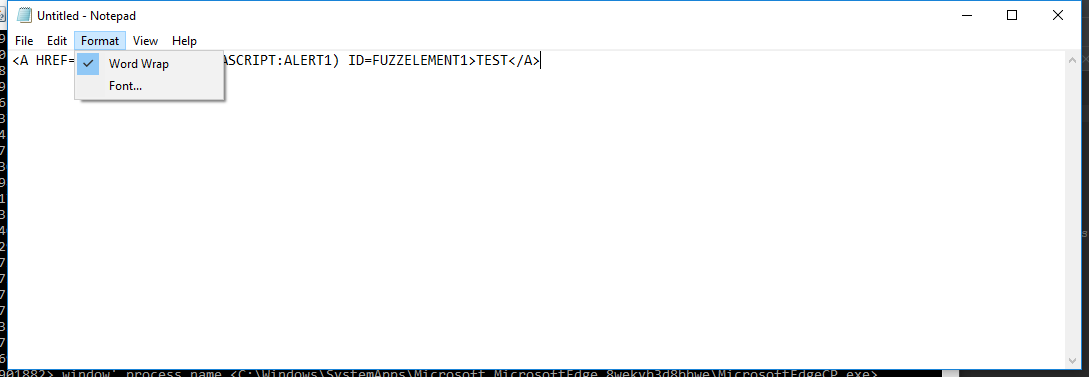 Untitled - Notepad
File Edit Format View Help
<A HREF= ASCRIPT:ALERT1) ID=FUZZELEMENT1>TEST</A>
Word Wrap
Font...
901882> window' process name <C:\Windows\SystemApps\Microsoft.MicrosoftEdge_8wekyb3d8bbwe\MicrosoftEdgeCP.exe>